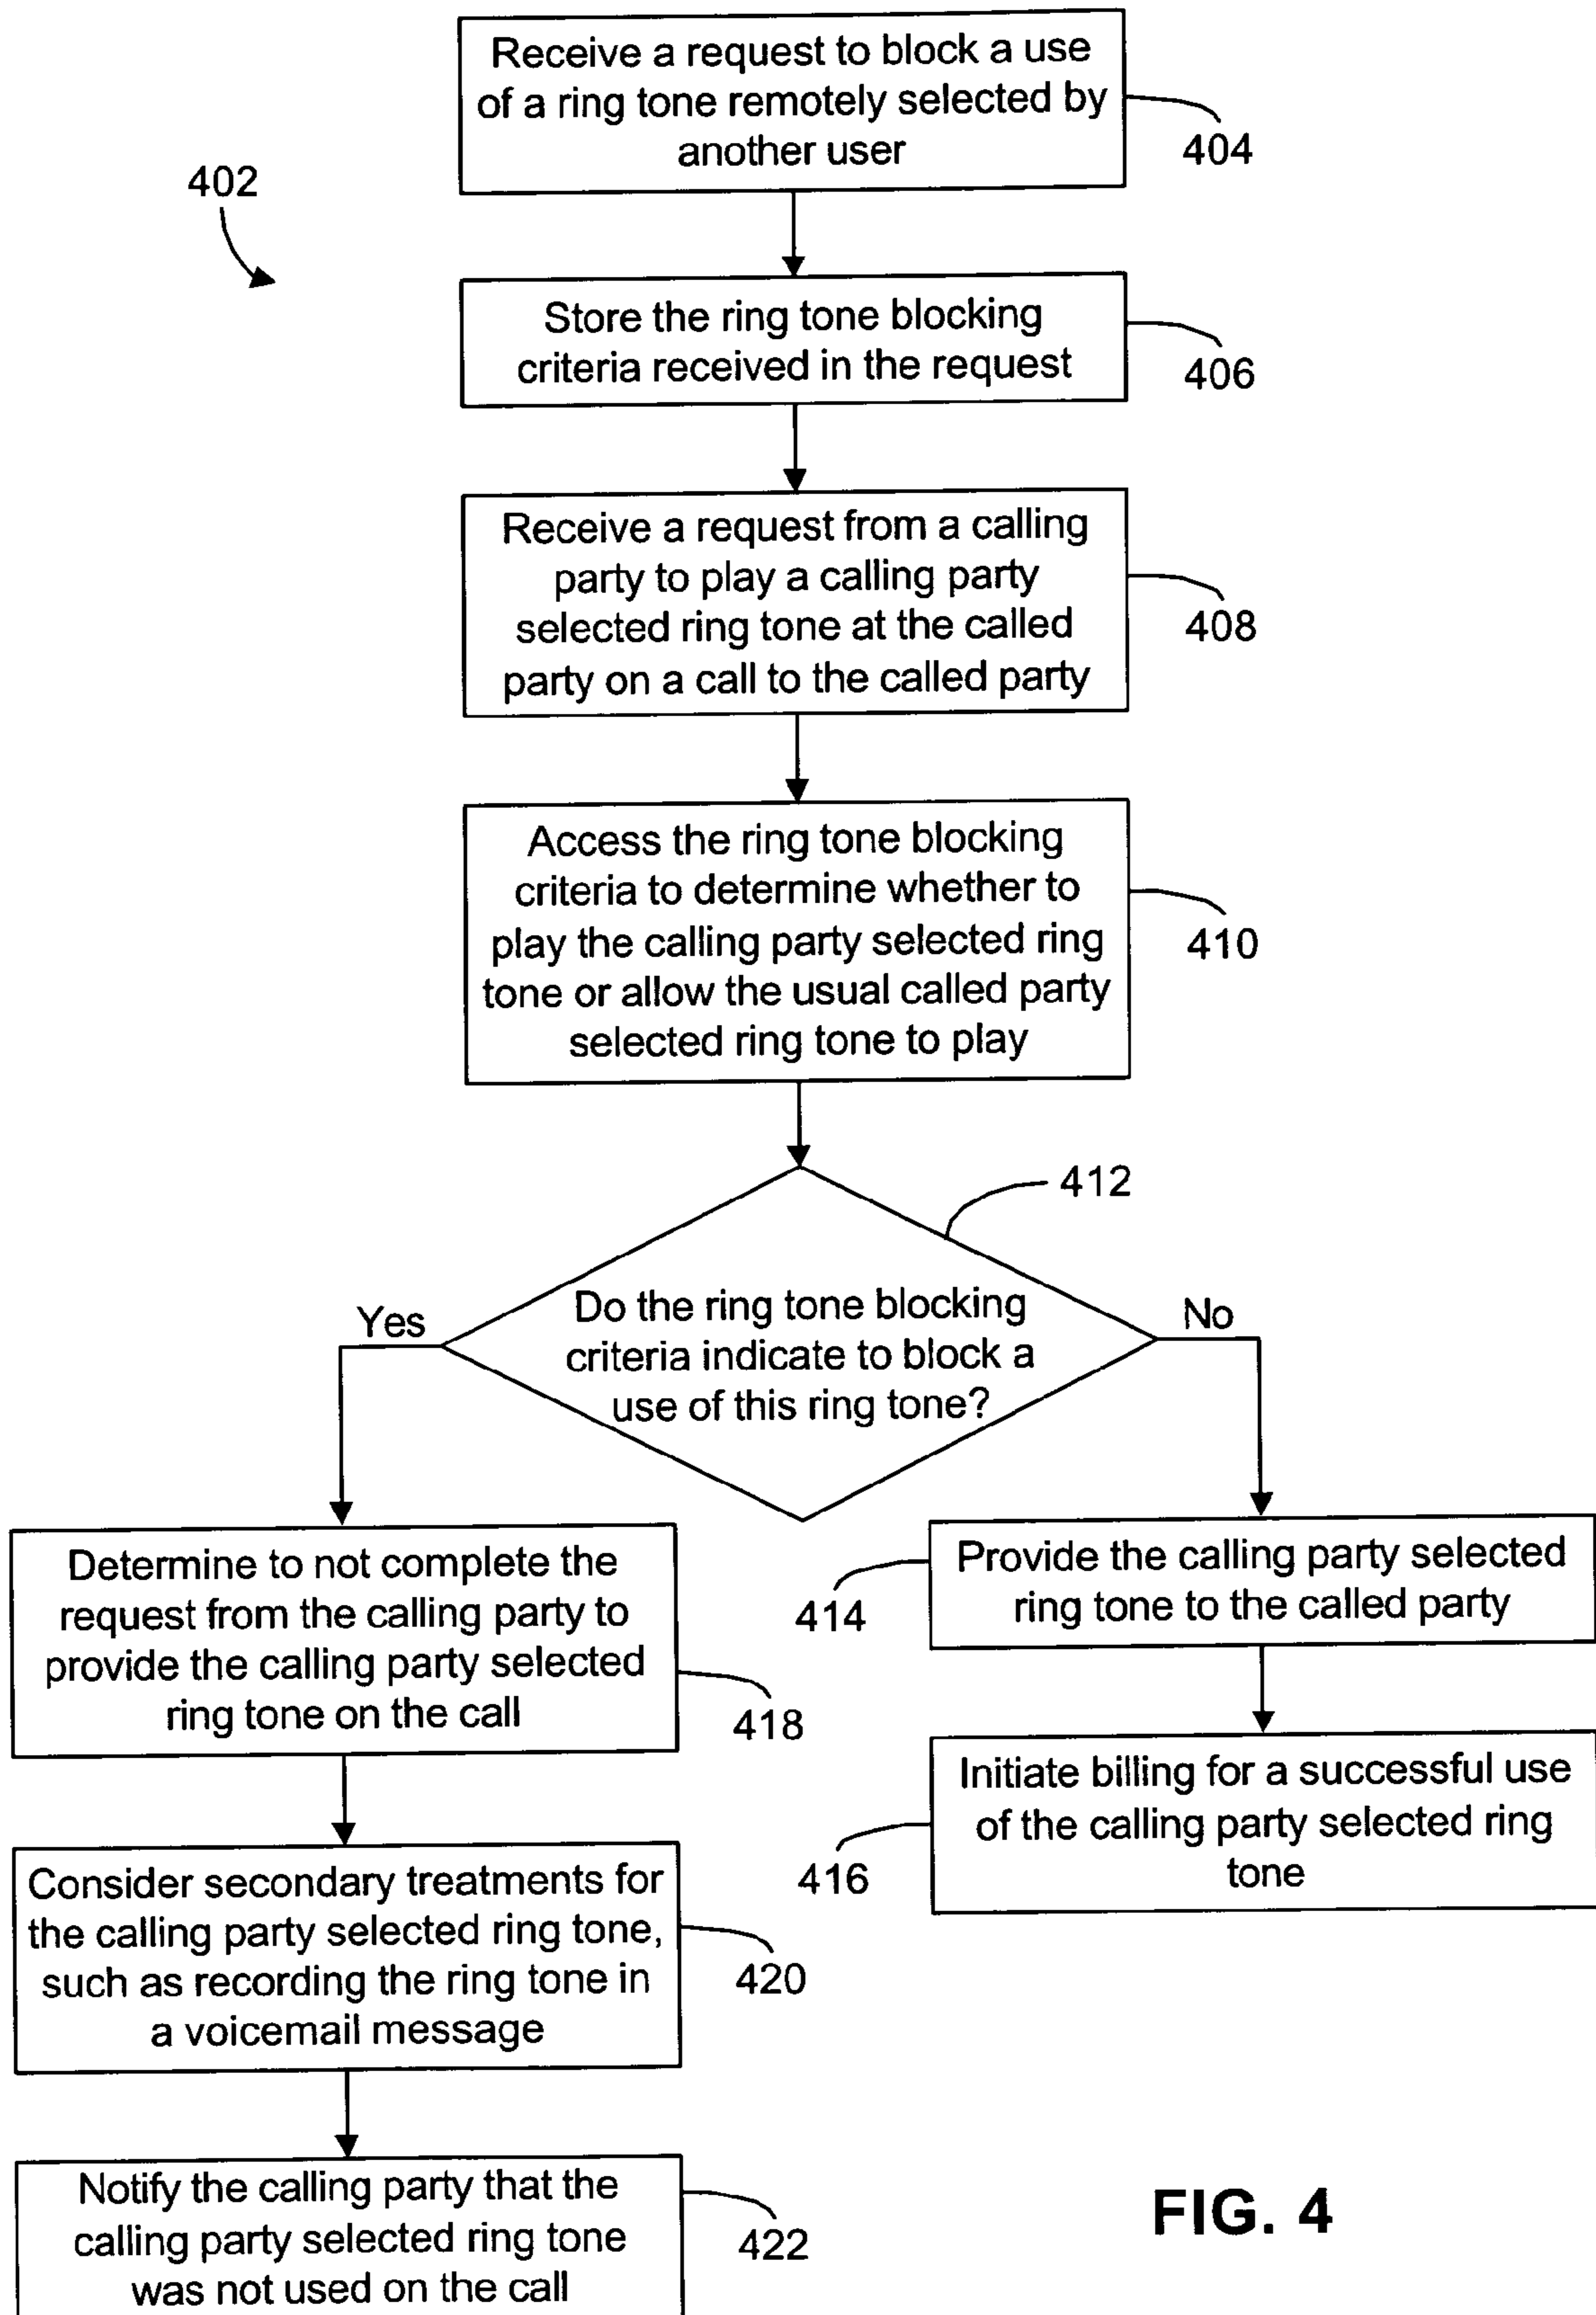 Receive a request to block a use
of a ring tone remotely selected by
another user
404
402
Store the ring tone blocking
criteria received in the request
406
Receive a request from a calling
party to play a calling party
selected ring tone at the called
party on a call to the called party
408
Access the ring tone blocking
criteria to determine whether to
play the calling party selected ring
tone or allow the usual called party
selected ring tone to play
410
412
Do the ring tone blocking
criteria indicate to block a
use of this ring tone?
Yes
No
Determine to not complete the
request from the calling party to
provide the calling party selected
ring tone on the call
418
Provide the calling party selected
ring tone to the called party
414
Initiate billing for a successful use
of the calling party selected ring
tone
416
Consider secondary treatments for
the calling party selected ring tone,
such as recording the ring tone in
a voicemail message
420
Notify the calling party that the
calling party selected ring tone
was not used on the call
422
FIG. 4